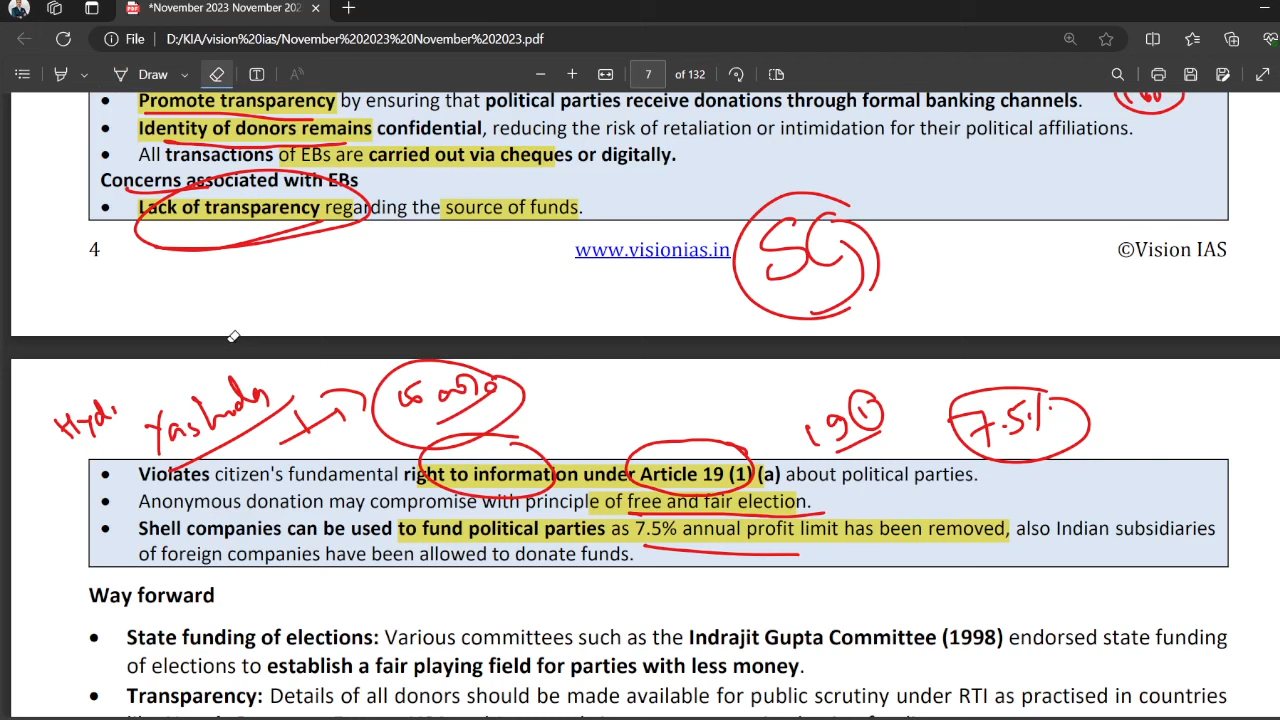 *November 2023 November 202
File
D:/KIA/vision%20ias/November%202023%20November%202023.pdf
Draw
7 of 132
• Promote transparency by ensuring that political parties receive donations through formal banking channels.
• Identity of donors remains confidential, reducing the risk of retaliation or intimidation for their political affiliations.
• All transactions of EBs are carried out via cheques or digitally.
Concerns associated with EBs
• Lack of transparency regarding the source of funds.
SC
4 www.visionias.in ©Vision IAS
Hyd. Yashoda
19(1) 7.5%
• Violates citizen's fundamental right to information under Article 19 (1) (a) about political parties.
• Anonymous donation may compromise with principle of free and fair election.
• Shell companies can be used to fund political parties as 7.5% annual profit limit has been removed, also Indian subsidiaries
of foreign companies have been allowed to donate funds.
Way forward
• State funding of elections: Various committees such as the Indrajit Gupta Committee (1998) endorsed state funding
of elections to establish a fair playing field for parties with less money.
• Transparency: Details of all donors should be made available for public scrutiny under RTI as practised in countries